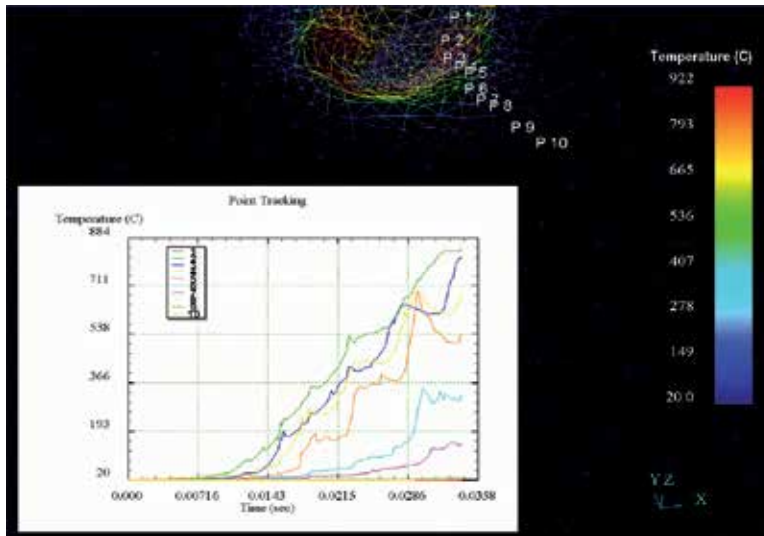 P 1
P 2
P 3
P 5
P 6
P 8
P 9
P 10
Temperature (C)
922
793
665
536
407
278
149
20.0
Point Tracking
Temperature (C)
884
711
538
366
193
20
0.000 0.00716 0.0143 0.0215 0.0286 0.0358
Time (sec)
Y Z
X